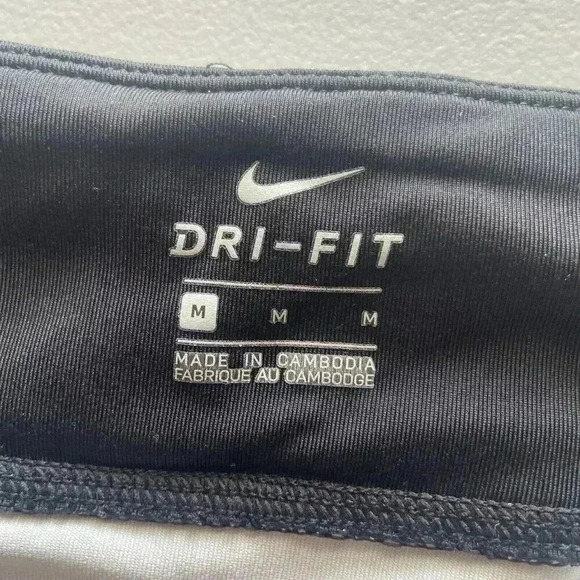 DRI-FIT
M M M
MADE IN CAMBODIA
FABRIQUE AU CAMBODGE